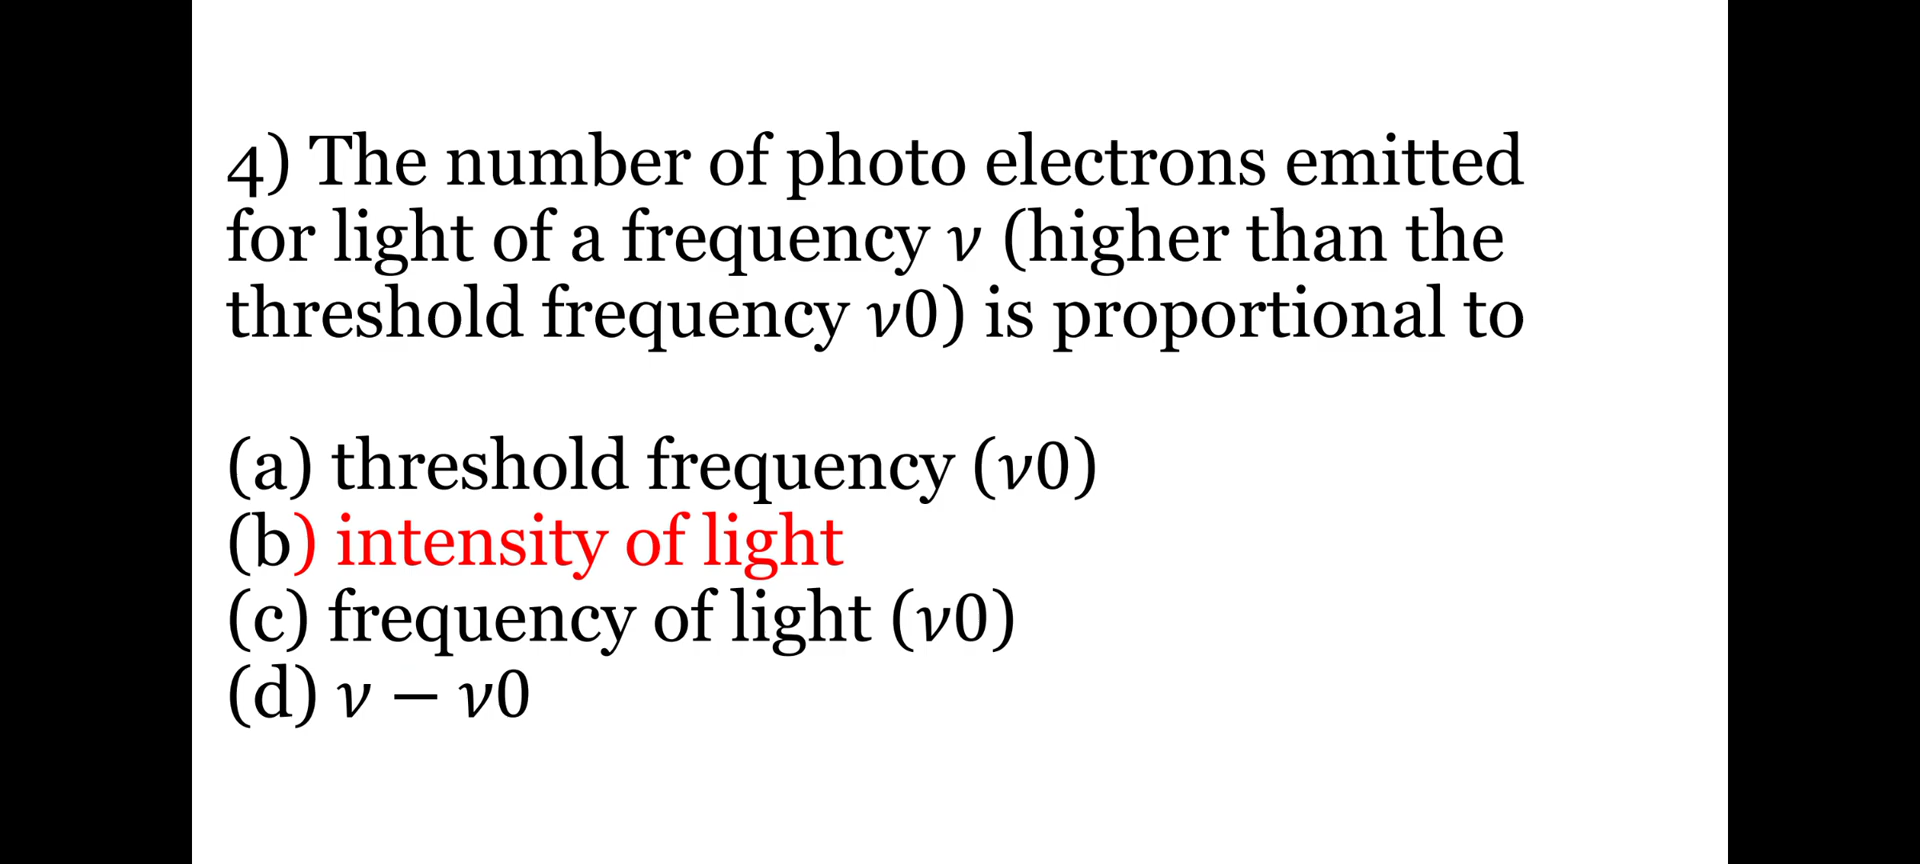 4) The number of photo electrons emitted
for light of a frequency ν (higher than the
threshold frequency ν0) is proportional to
(a) threshold frequency (ν0)
(b) intensity of light
(c) frequency of light (ν0)
(d) ν – ν0